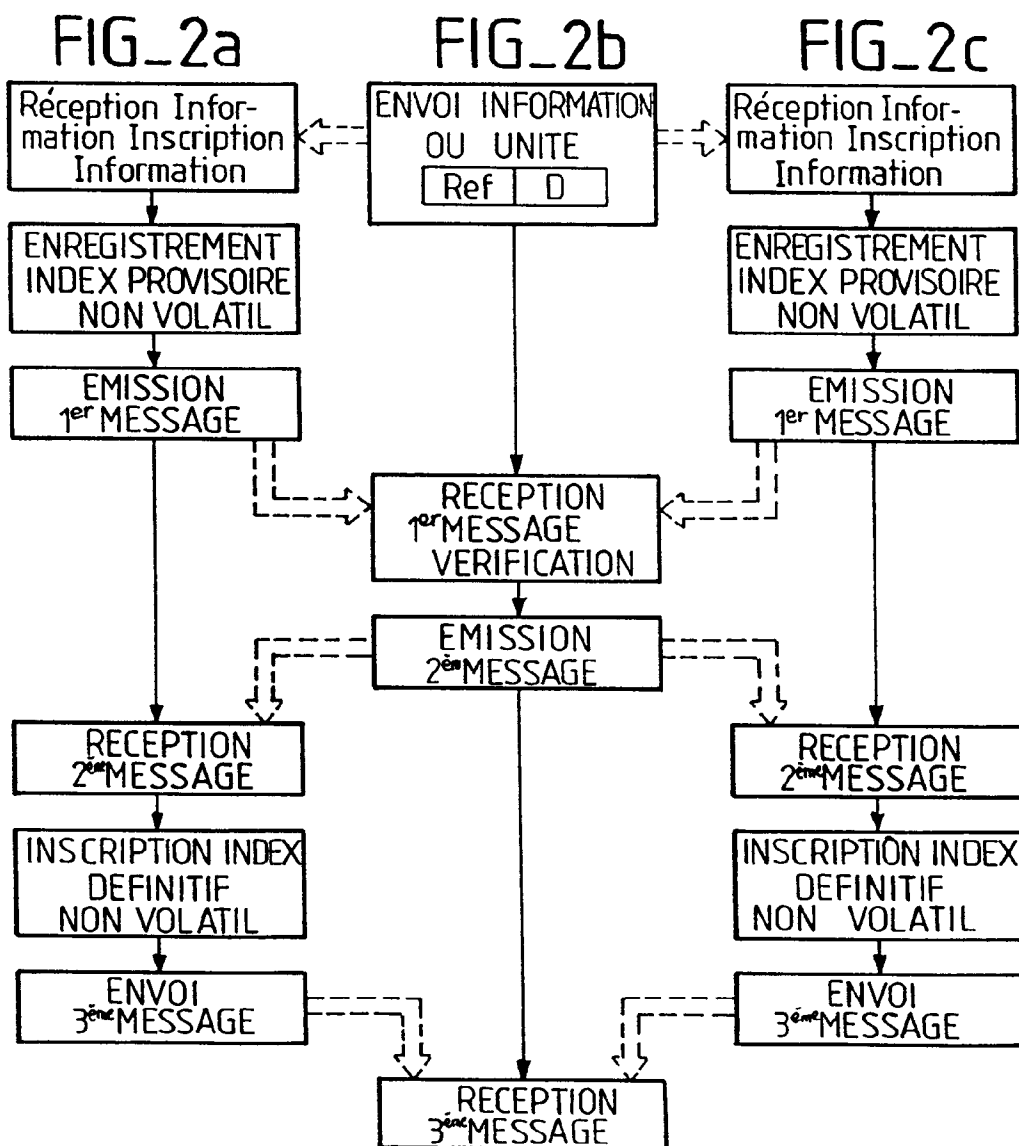 FIG_2a
Réception Infor-
mation Inscription
Information
ENREGISTREMENT
INDEX PROVISOIRE
NON VOLATIL
EMISSION
1er MESSAGE
RECEPTION
2ème MESSAGE
INSCRIPTION INDEX
DEFINITIF
NON VOLATIL
ENVOI
3ème MESSAGE
FIG_2b
ENVOI INFORMATION
OU UNITE
Ref D
RECEPTION
1er MESSAGE
VERIFICATION
EMISSION
2ème MESSAGE
RECEPTION
3ème MESSAGE
FIG_2c
Réception Infor-
mation Inscription
Information
ENREGISTREMENT
INDEX PROVISOIRE
NON VOLATIL
EMISSION
1er MESSAGE
RECEPTION
2ème MESSAGE
INSCRIPTION INDEX
DEFINITIF
NON VOLATIL
ENVOI
3ème MESSAGE